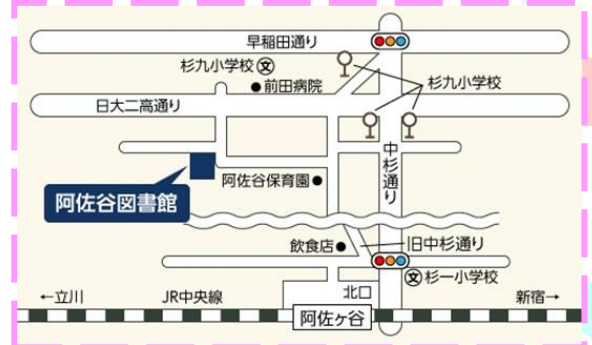 早稲田通り
杉九小学校 文
杉九小学校
前田病院
日大二高通り
中杉通り
阿佐谷保育園
阿佐谷図書館
飲食店
旧中杉通り
文 杉一小学校
←立川
JR中央線
北口
新宿→
阿佐ヶ谷